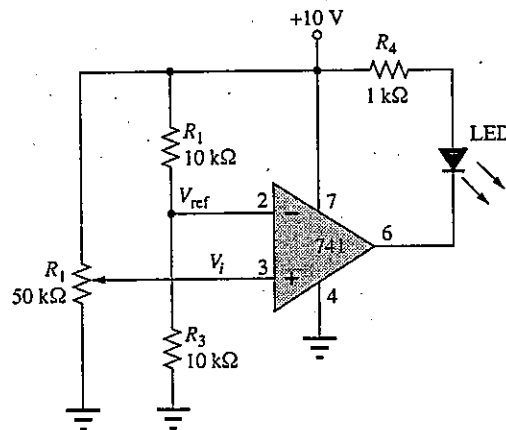 +10 V
R4
1 kΩ
LED
R1
10 kΩ
Vref
2
−
7
741
6
Vi
3
+
4
R1
50 kΩ
R3
10 kΩ